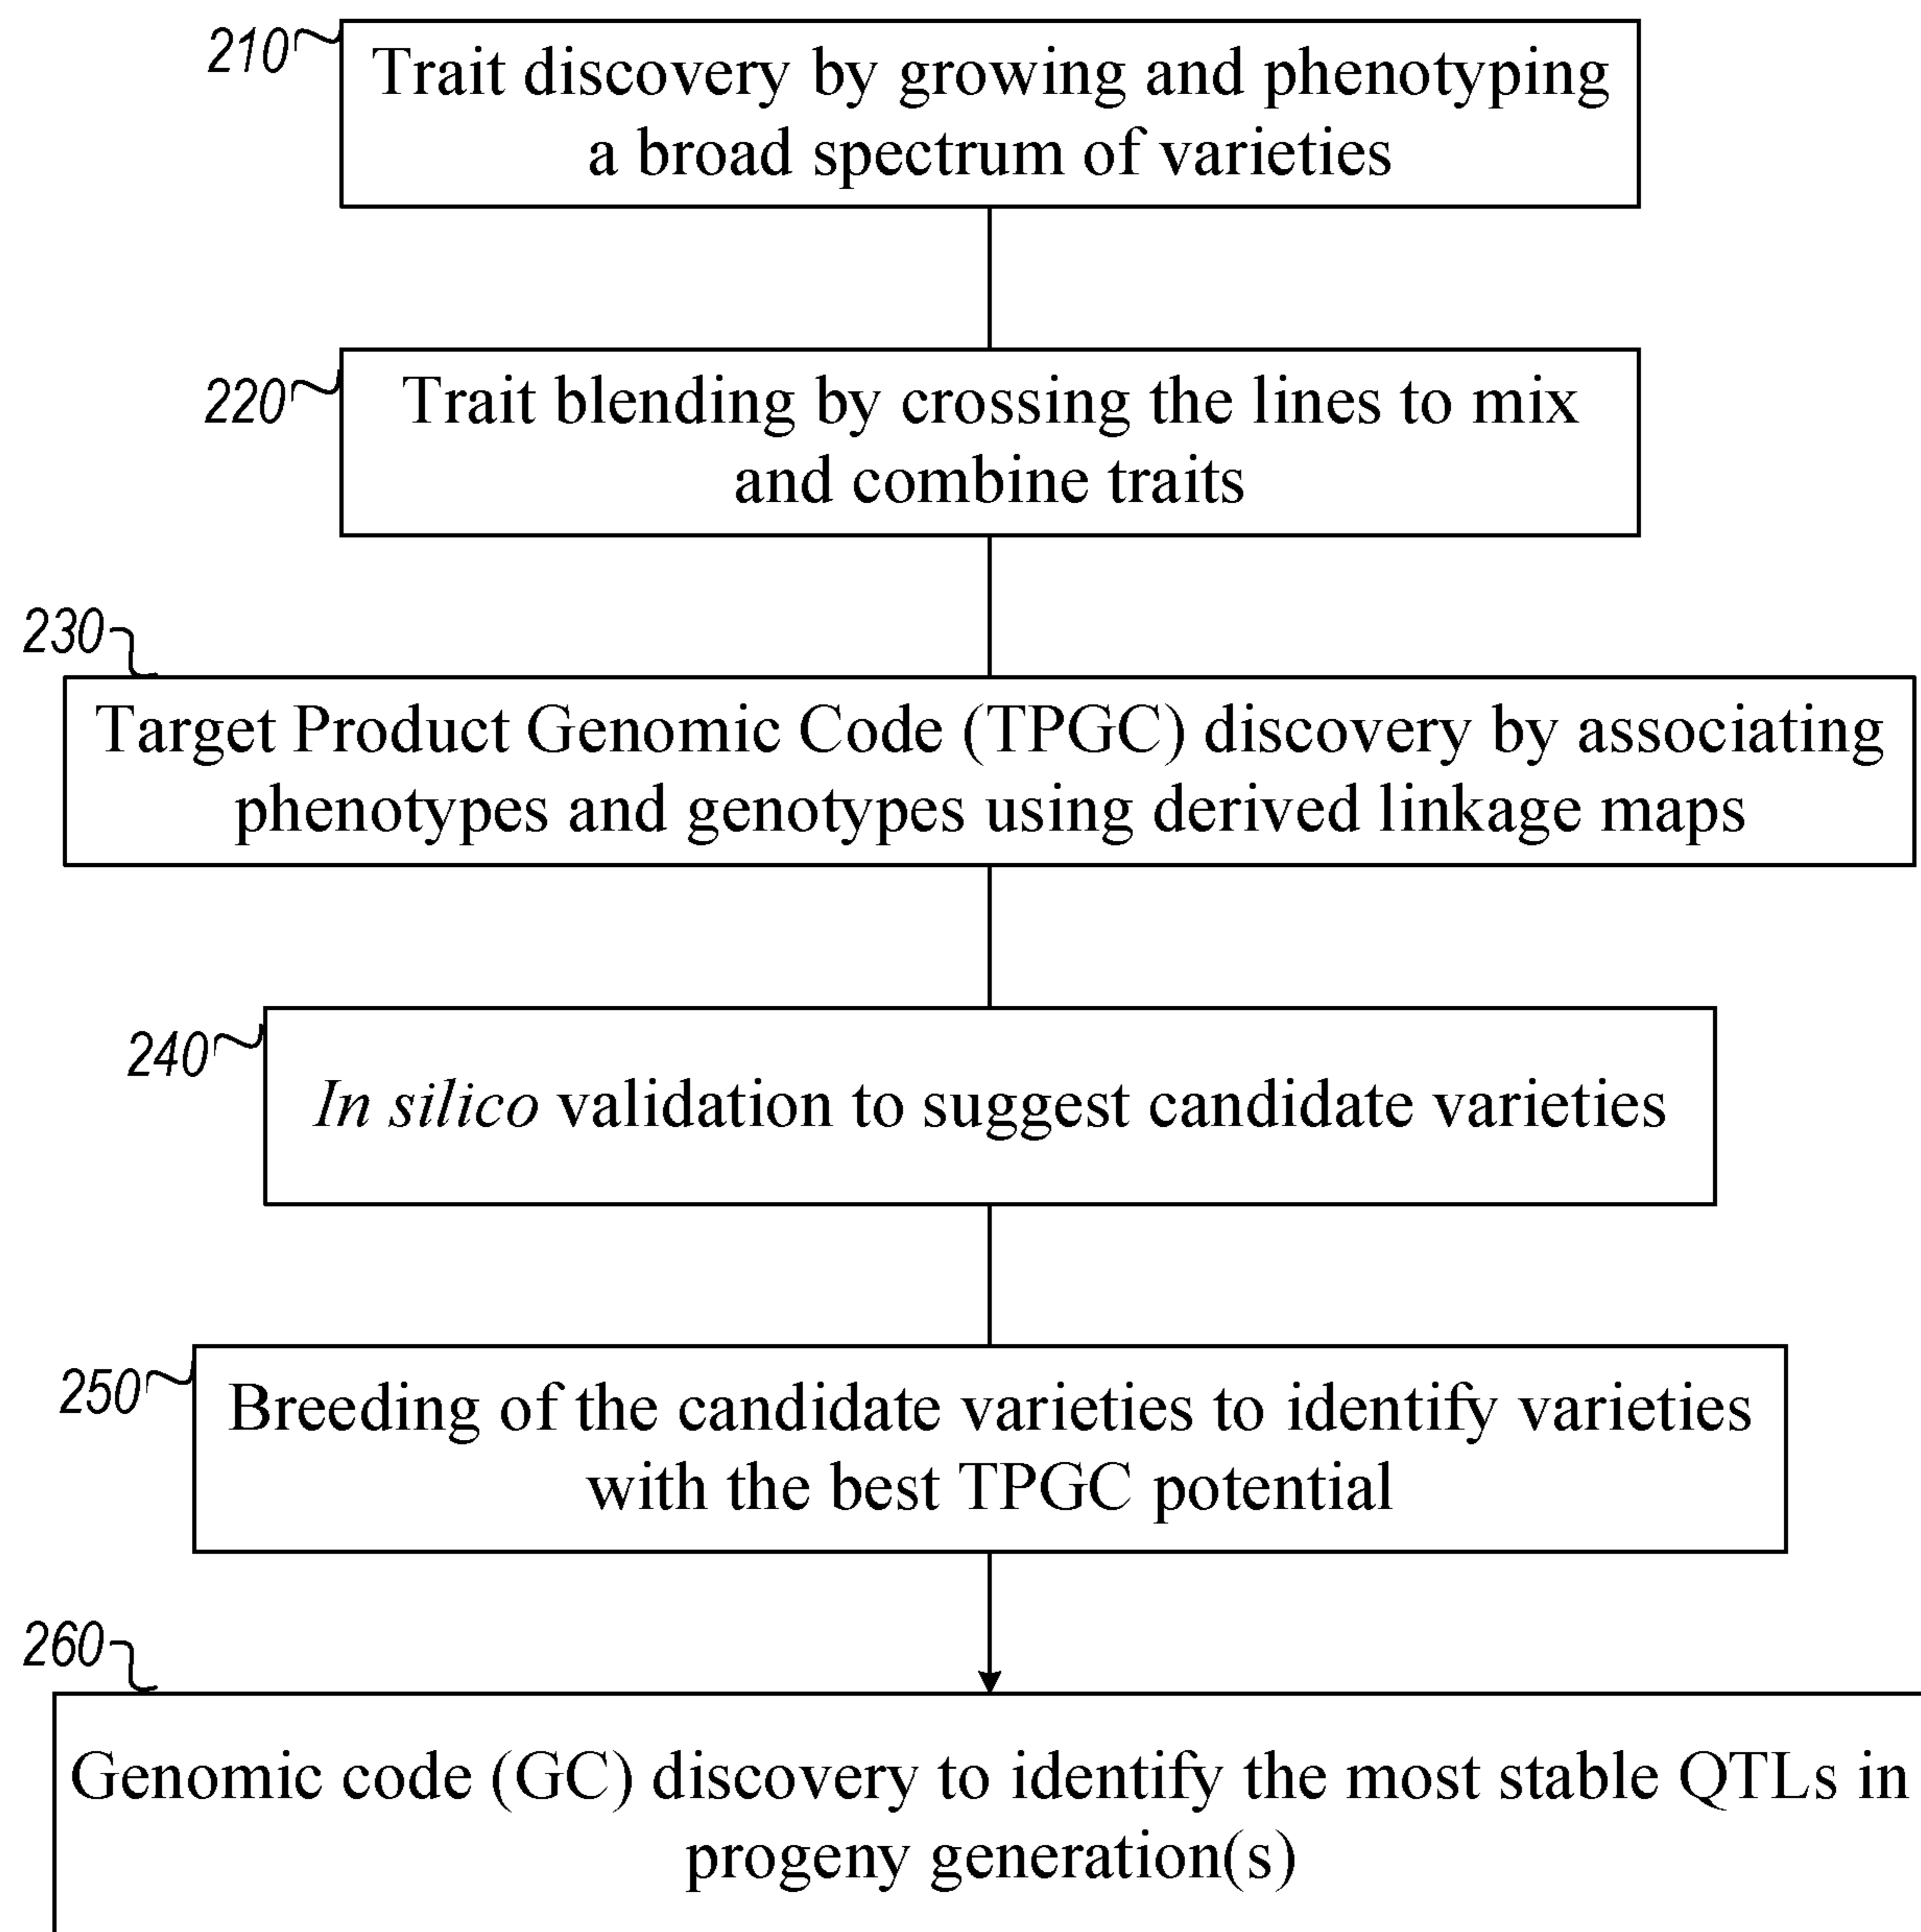 210
Trait discovery by growing and phenotyping
a broad spectrum of varieties
220
Trait blending by crossing the lines to mix
and combine traits
230
Target Product Genomic Code (TPGC) discovery by associating
phenotypes and genotypes using derived linkage maps
240
In silico validation to suggest candidate varieties
250
Breeding of the candidate varieties to identify varieties
with the best TPGC potential
260
Genomic code (GC) discovery to identify the most stable QTLs in
progeny generation(s)